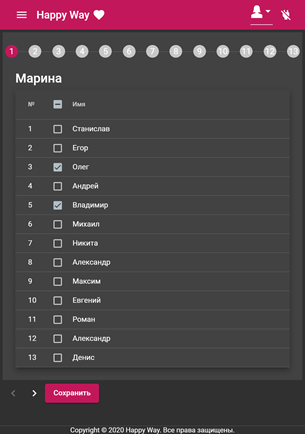 Happy Way
1 2 3 4 5 6 7 8 9 10 11 12 13
Марина
№ Имя
1 Станислав
2 Егор
3 Олег
4 Андрей
5 Владимир
6 Михаил
7 Никита
8 Александр
9 Максим
10 Евгений
11 Роман
12 Александр
13 Денис
Сохранить
Copyright © 2020 Happy Way. Все права защищены.